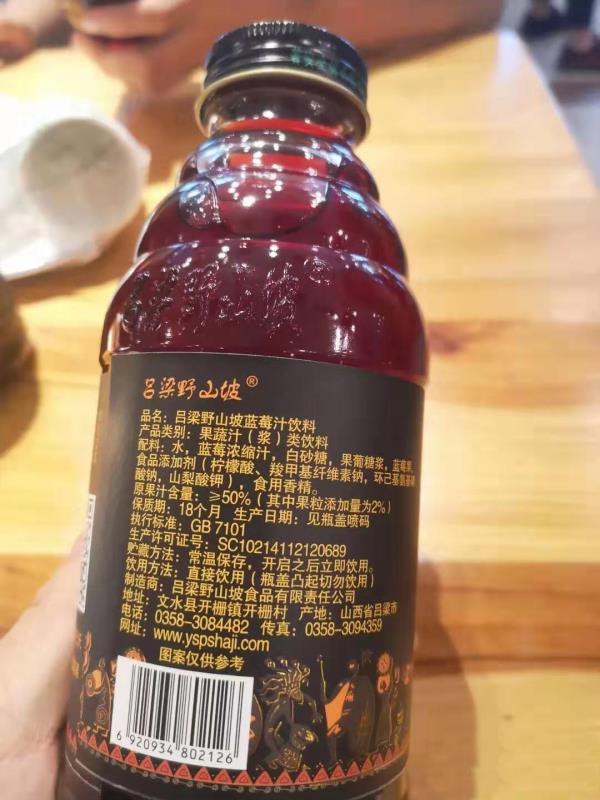 吕梁野山坡®
品名：吕梁野山坡蓝莓汁饮料
产品类别：果蔬汁（浆）类饮料
配料：水，蓝莓浓缩汁，白砂糖，果葡糖浆，蓝莓果，
食品添加剂（柠檬酸、羧甲基纤维素钠，环己基氨基磺
酸钠，山梨酸钾），食用香精。
原果汁含量：≥50%（其中果粒添加量为2%）
保质期：18个月 生产日期：见瓶盖喷码
执行标准：GB 7101
生产许可证号：SC10214112120689
贮藏方法：常温保存，开启之后立即饮用。
饮用方法：直接饮用（瓶盖凸起切勿饮用）
制造商：吕梁野山坡食品有限责任公司
地址：文水县开栅镇开栅村 产地：山西省吕梁市
电话：0358-3084482 传真：0358-3094359
网址：www.yspshaji.com
图案仅供参考
6 920934 802126